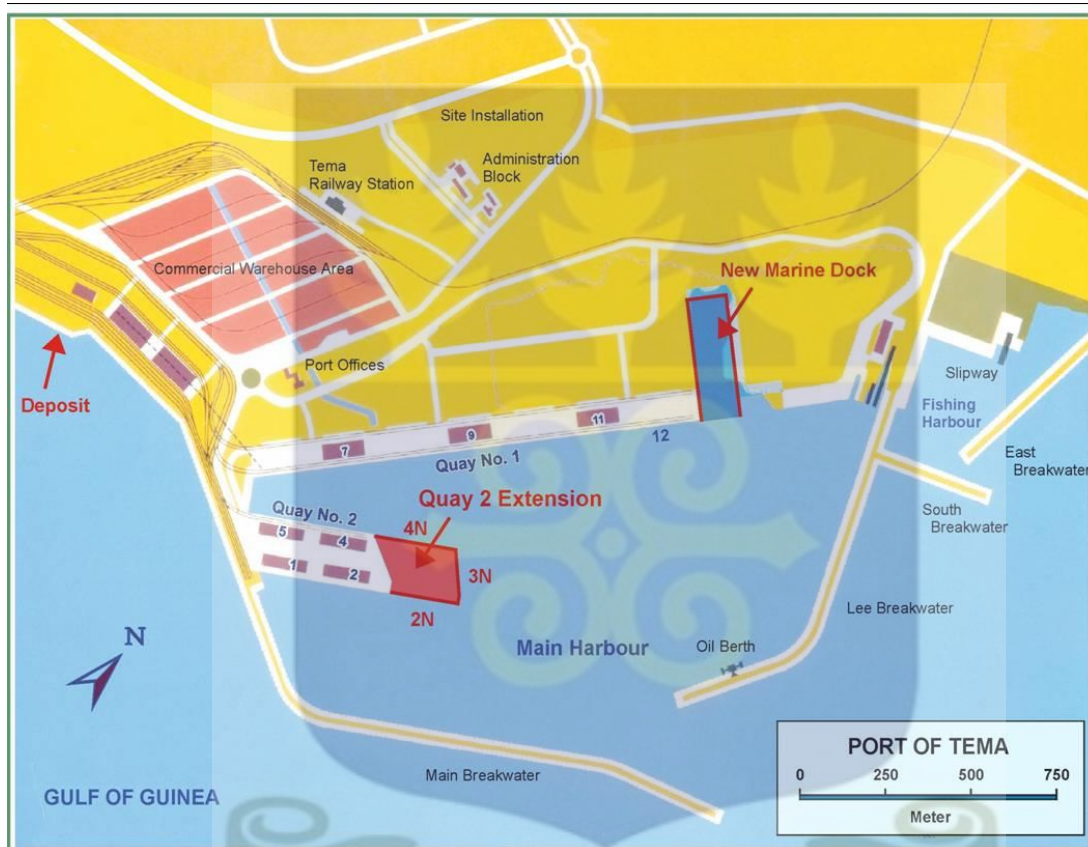 Site Installation
Administration
Block
Tema
Railway Station
Commercial Warehouse Area
New Marine Dock
Deposit
Port Offices
Slipway
Fishing
Harbour
7
9
11
12
Quay No. 1
East
Breakwater
South
Breakwater
Quay No. 2
Quay 2 Extension
5
4
4N
1
2
3N
2N
Lee Breakwater
N
Main Harbour
Oil Berth
Main Breakwater
GULF OF GUINEA
PORT OF TEMA
0 250 500 750
Meter